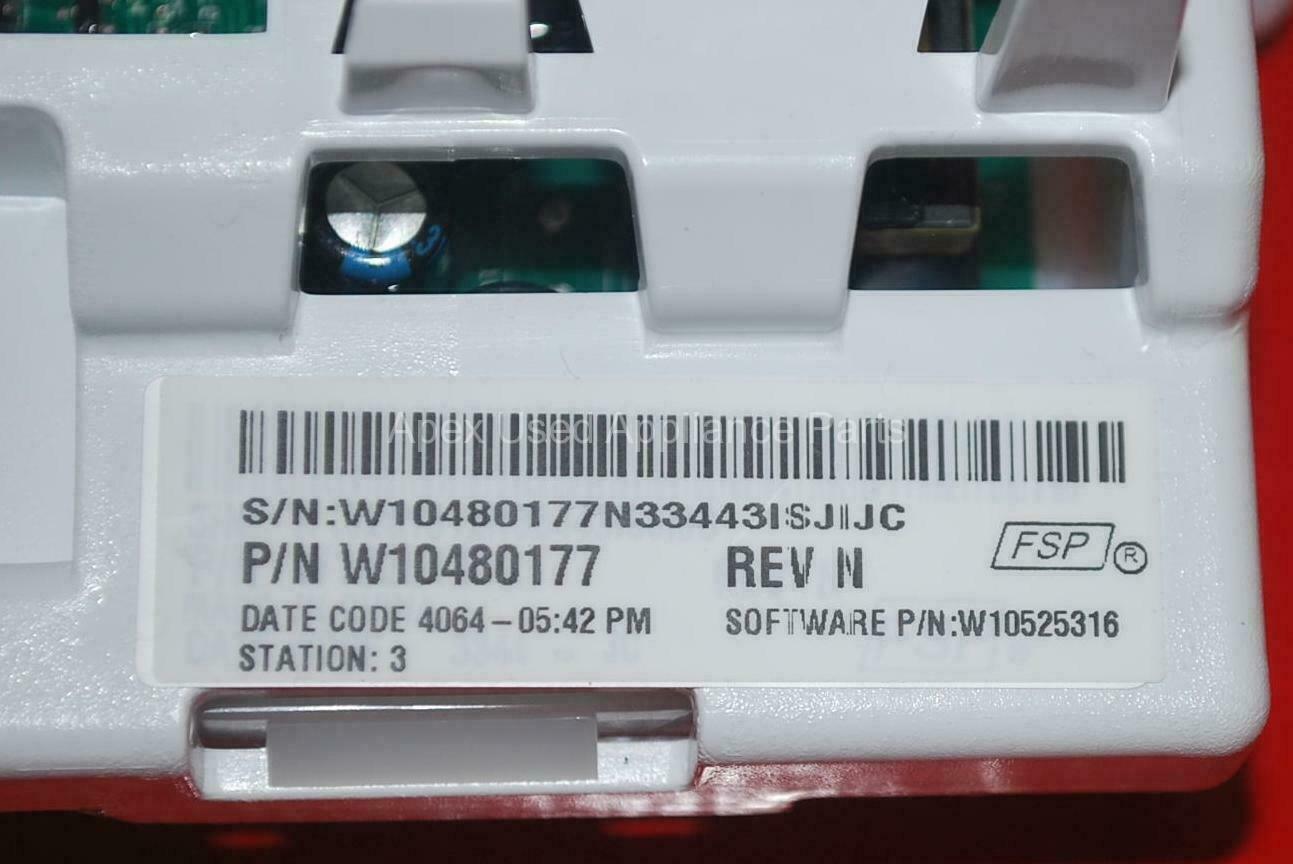 Apex Used Appliance Parts
S/N:W10480177N33443ISJIJC
P/N W10480177 REV N
FSP ®
DATE CODE 4064-05:42 PM SOFTWARE P/N:W10525316
STATION: 3